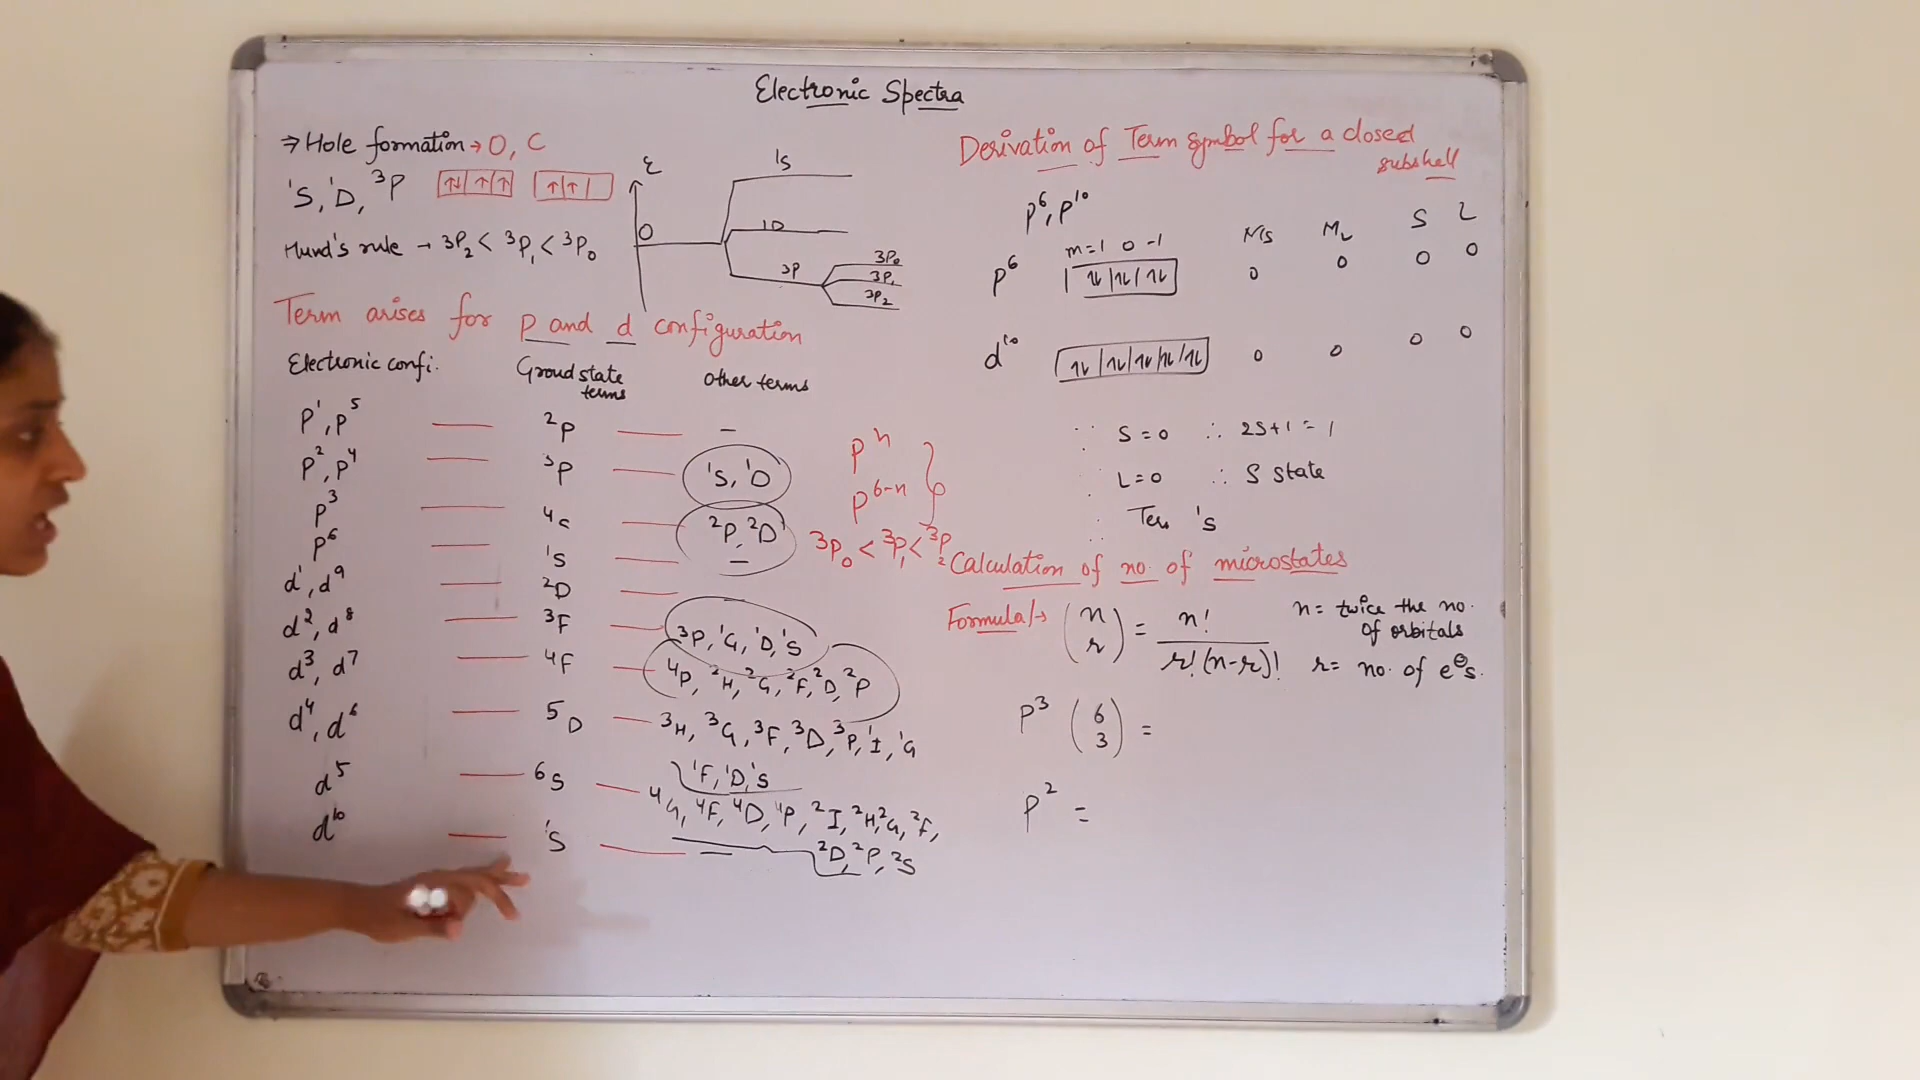 Electronic Spectra
⇒ Hole formation → O, C
¹S, ¹D, ³P
Hund's rule → ³P₂ < ³P₁ < ³P₀
ε
O
¹S
¹D
³P
³P₀
³P₁
³P₂
Term arises for p and d configuration
Electronic confi. Groud state terms Other terms
p¹, p⁵ — ²P — –
p², p⁴ — ³P — ¹S, ¹D
p³ — ⁴S — ²P, ²D
p⁶ — ¹S — –
d¹, d⁹ — ²D — –
d², d⁸ — ³F — ³P, ¹G, ¹D, ¹S
d³, d⁷ — ⁴F — ⁴P, ²H, ²G, ²F, ²D, ²P
d⁴, d⁶ — ⁵D — ³H, ³G, ³F, ³D, ³P, ¹I, ¹G
¹F, ¹D, ¹S
d⁵ — ⁶S — ⁴G, ⁴F, ⁴D, ⁴P, ²I, ²H, ²G, ²F,
²D, ²P, ²S
d¹⁰ — ¹S — –
pⁿ
p⁶⁻ⁿ
³P₀ < ³P₁ < ³P₂
Derivation of Term symbol for a closed
subshell
p⁶, p¹⁰
m=1 0 -1 Ms ML S L
p⁶ |↑↓|↑↓|↑↓| 0 0 0 0
d¹⁰ |↑↓|↑↓|↑↓|↑↓|↑↓| 0 0 0 0
∵ S = 0 ∴ 2S+1 = 1
∵ L = 0 ∴ S state
∴ Term ¹S
Calculation of no. of microstates
Formula:→ (n r) = n! / r!(n-r)! n = twice the no. of orbitals
r = no. of e⊖s.
p³ (6 3) =
p² =